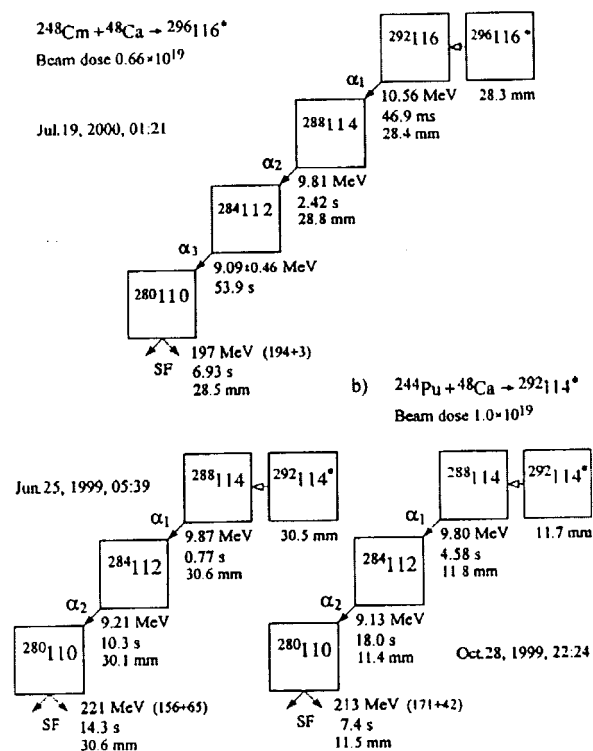 248Cm + 48Ca → 296116*
Beam dose 0.66×10^19
Jul.19, 2000, 01:21
292116
296116*
α1
10.56 MeV
46.9 ms
28.4 mm
28.3 mm
288114
α2
9.81 MeV
2.42 s
28.8 mm
284112
α3
9.09±0.46 MeV
53.9 s
280110
SF
197 MeV (194+3)
6.93 s
28.5 mm
b) 244Pu + 48Ca → 292114*
Beam dose 1.0×10^19
Jun.25, 1999, 05:39
288114
292114*
α1
9.87 MeV
0.77 s
30.6 mm
30.5 mm
284112
α2
9.21 MeV
10.3 s
30.1 mm
280110
SF
221 MeV (156+65)
14.3 s
30.6 mm
288114
292114*
α1
9.80 MeV
4.58 s
11.8 mm
11.7 mm
284112
α2
9.13 MeV
18.0 s
11.4 mm
Oct.28, 1999, 22:24
280110
SF
213 MeV (171+42)
7.4 s
11.5 mm